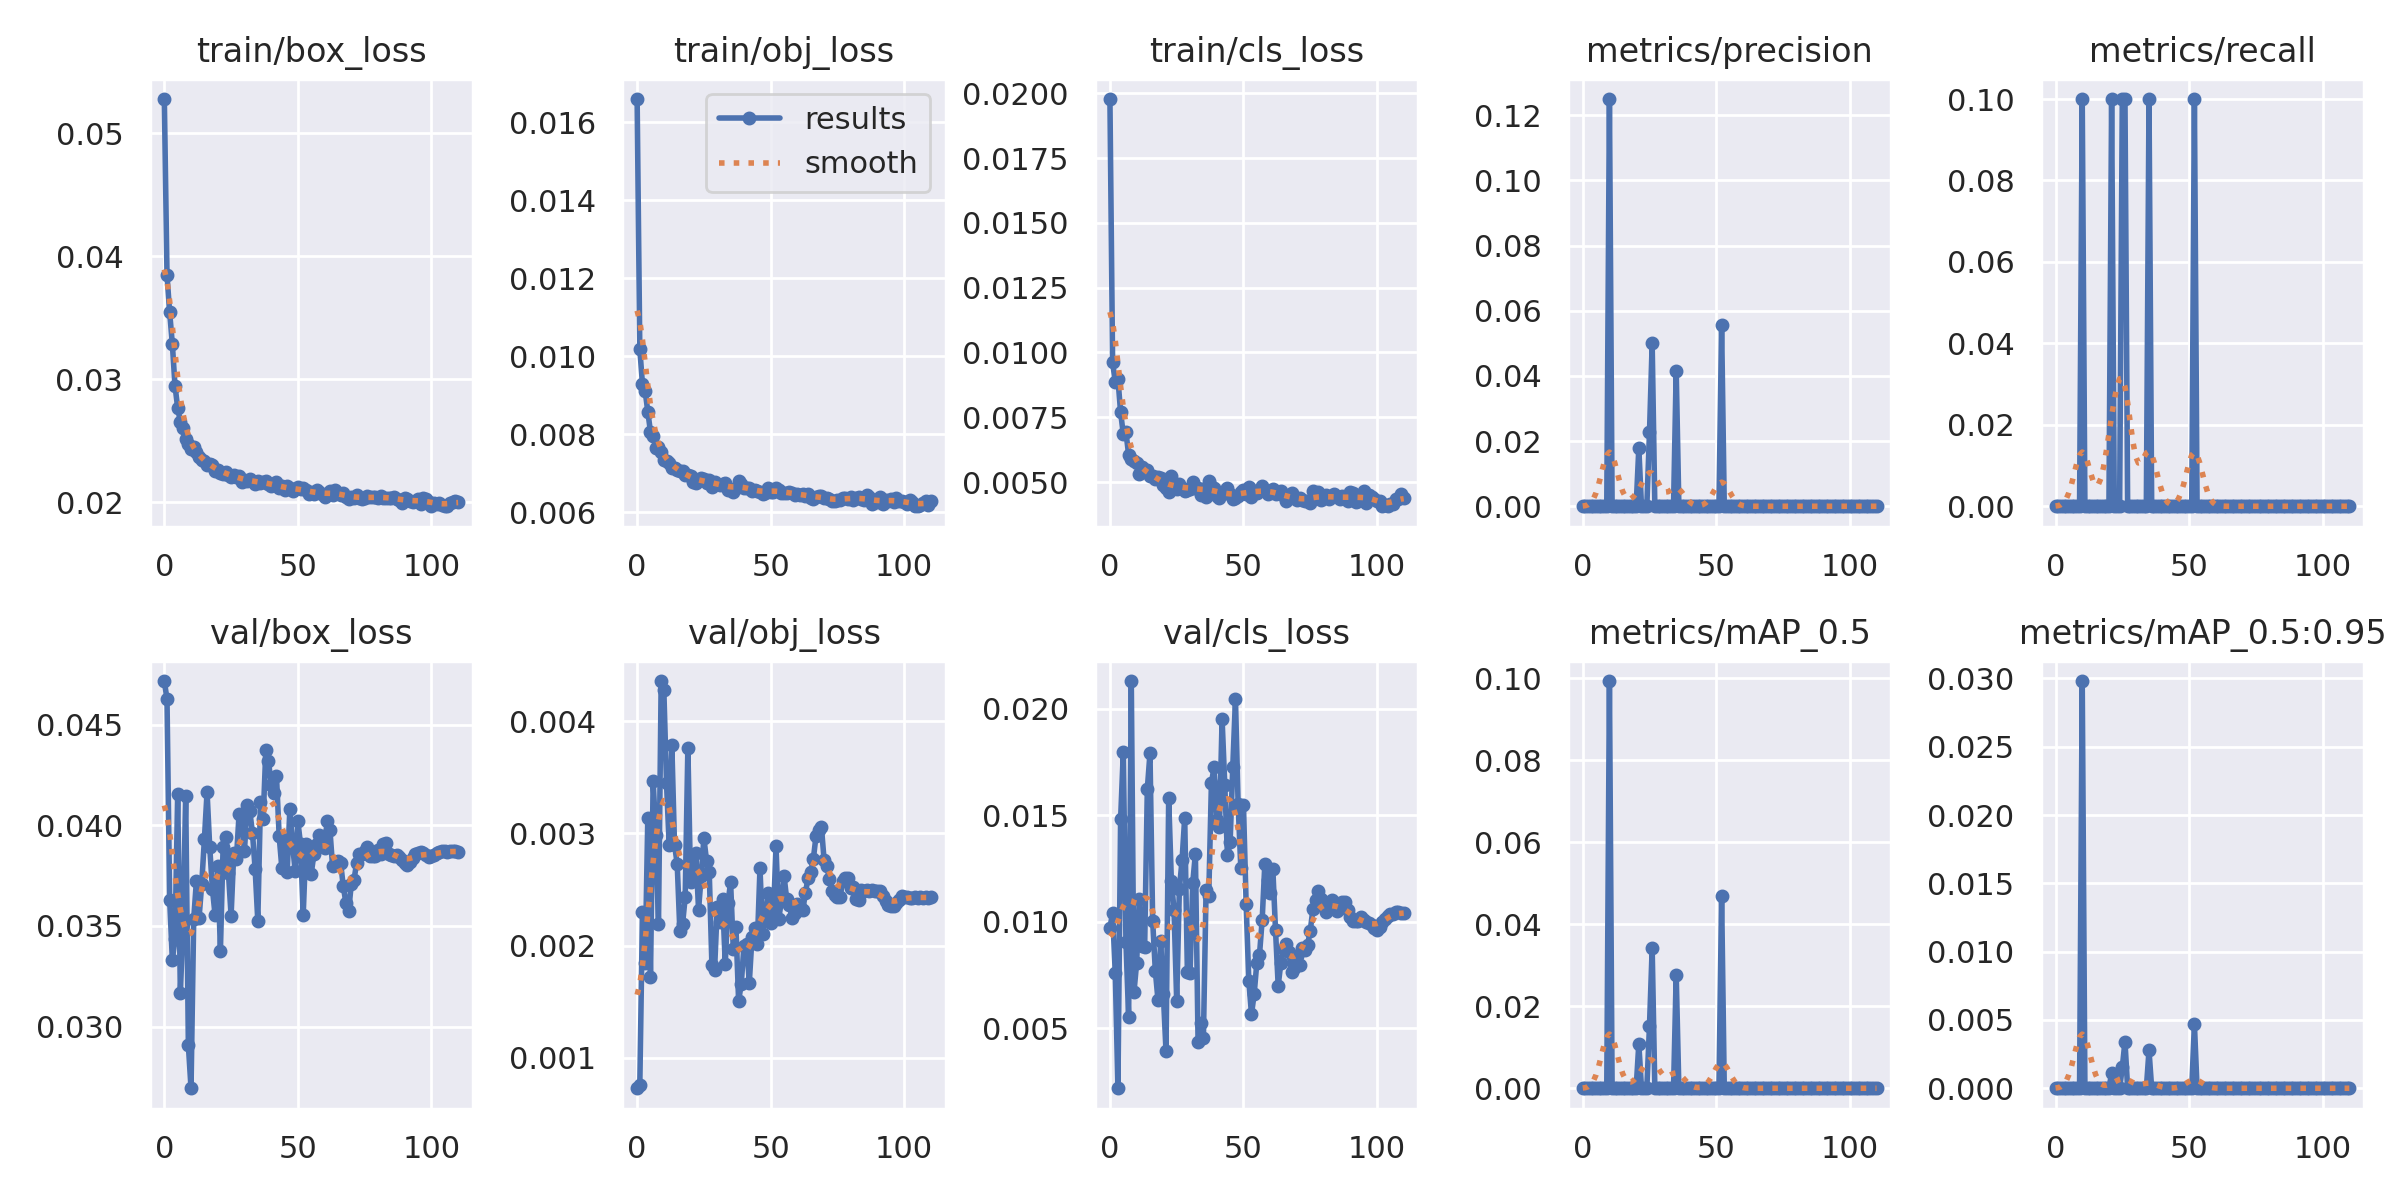 train/box_loss
0.05
0.04
0.03
0.02
0 50 100
train/obj_loss
results
smooth
0.016
0.014
0.012
0.010
0.008
0.006
0 50 100
train/cls_loss
0.0200
0.0175
0.0150
0.0125
0.0100
0.0075
0.0050
0 50 100
metrics/precision
0.12
0.10
0.08
0.06
0.04
0.02
0.00
0 50 100
metrics/recall
0.10
0.08
0.06
0.04
0.02
0.00
0 50 100
val/box_loss
0.045
0.040
0.035
0.030
0 50 100
val/obj_loss
0.004
0.003
0.002
0.001
0 50 100
val/cls_loss
0.020
0.015
0.010
0.005
0 50 100
metrics/mAP_0.5
0.10
0.08
0.06
0.04
0.02
0.00
0 50 100
metrics/mAP_0.5:0.95
0.030
0.025
0.020
0.015
0.010
0.005
0.000
0 50 100